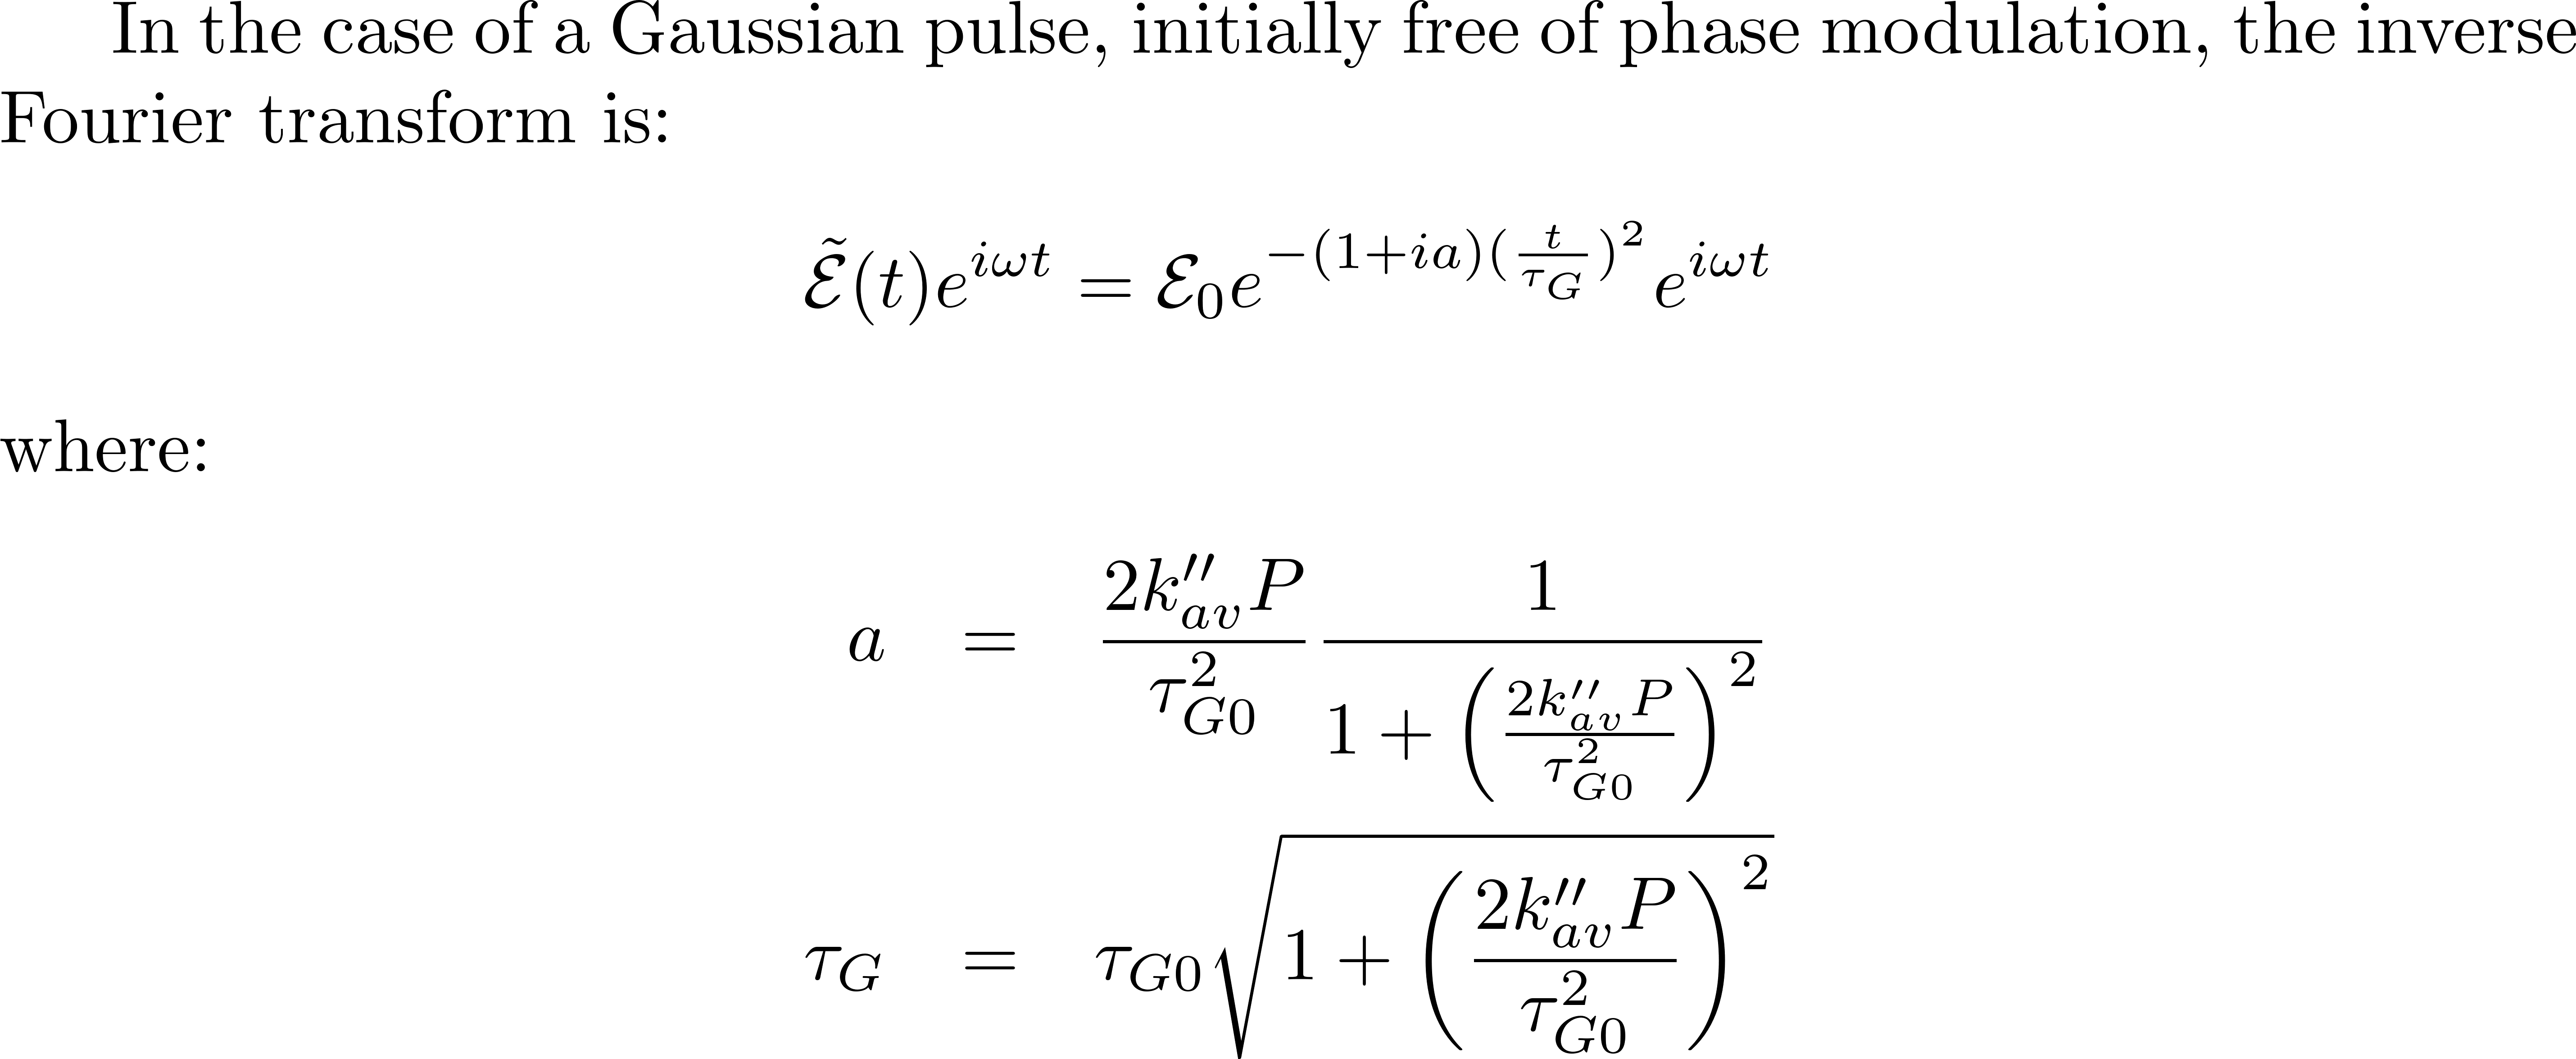 In the case of a Gaussian pulse, initially free of phase modulation, the inverse
Fourier transform is:
$\tilde{\mathcal{E}}(t)e^{i\omega t} = \mathcal{E}_0 e^{-(1+ia)(\frac{t}{\tau_G})^2} e^{i\omega t}$
where:
$a = \frac{2k''_{av}P}{\tau_{G0}^2} \frac{1}{1+\left(\frac{2k''_{av}P}{\tau_{G0}^2}\right)^2}$
$\tau_G = \tau_{G0}\sqrt{1+\left(\frac{2k''_{av}P}{\tau_{G0}^2}\right)^2}$